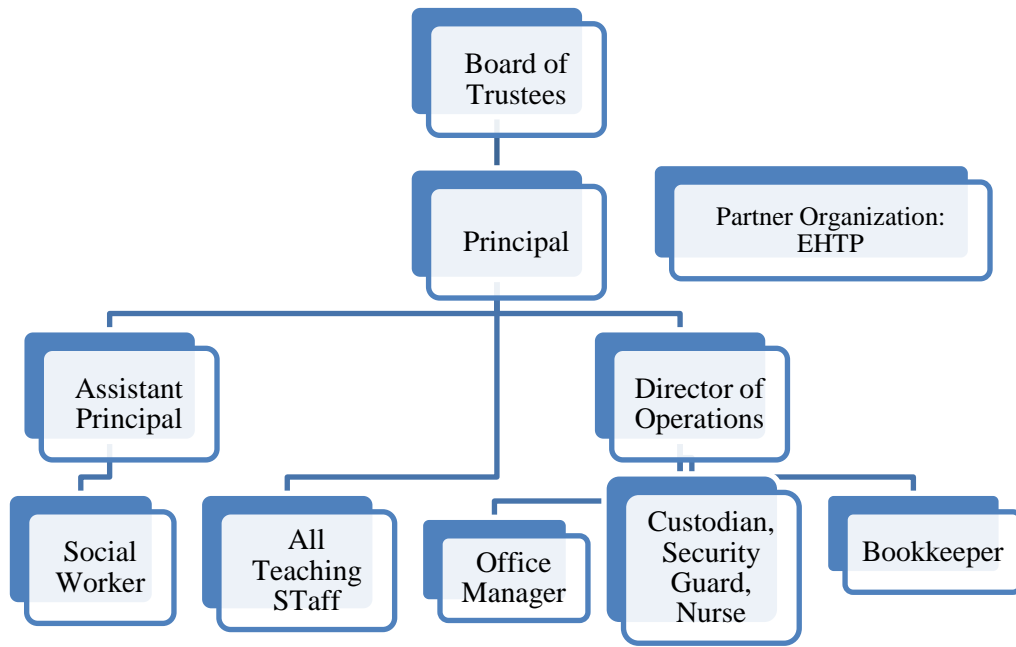 Board of
Trustees
Principal
Partner Organization:
EHTP
Assistant
Principal
Director of
Operations
Social
Worker
All
Teaching
STaff
Office
Manager
Custodian,
Security
Guard,
Nurse
Bookkeeper